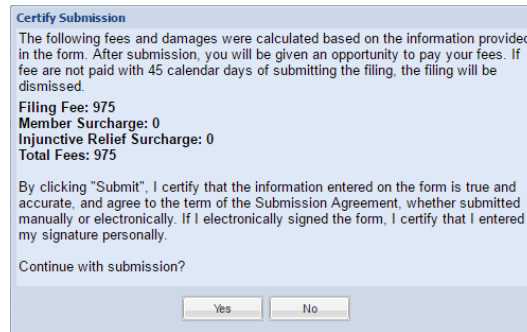 Certify Submission
The following fees and damages were calculated based on the information provided
in the form. After submission, you will be given an opportunity to pay your fees. If
fee are not paid with 45 calendar days of submitting the filing, the filing will be
dismissed.
Filing Fee: 975
Member Surcharge: 0
Injunctive Relief Surcharge: 0
Total Fees: 975
By clicking "Submit", I certify that the information entered on the form is true and
accurate, and agree to the term of the Submission Agreement, whether submitted
manually or electronically. If I electronically signed the form, I certify that I entered
my signature personally.
Continue with submission?
Yes No